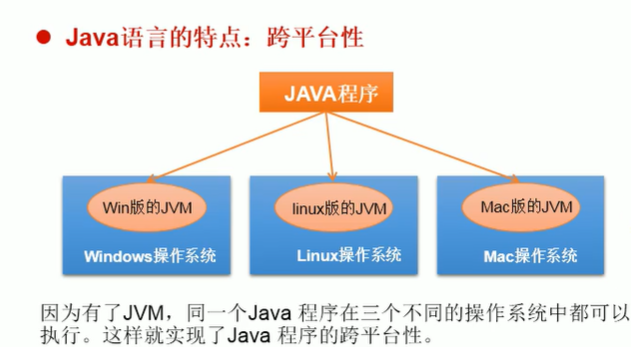 Java语言的特点：跨平台性
JAVA程序
Win版的JVM
linux版的JVM
Mac版的JVM
Windows操作系统
Linux操作系统
Mac操作系统
因为有了JVM，同一个Java 程序在三个不同的操作系统中都可以
执行。这样就实现了Java 程序的跨平台性。